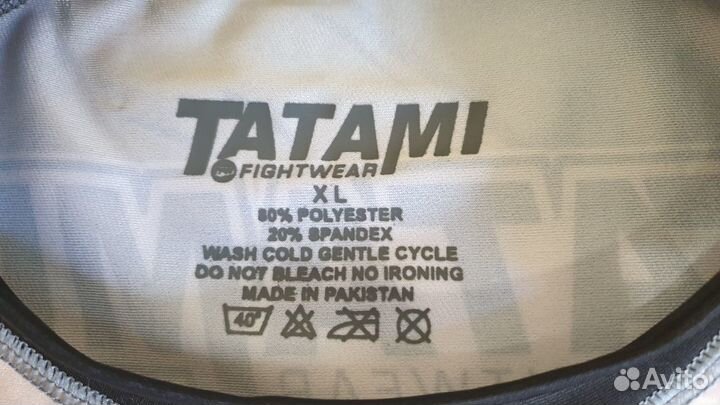 TATAMI
FIGHTWEAR
XL
80% POLYESTER
20% SPANDEX
WASH COLD GENTLE CYCLE
DO NOT BLEACH NO IRONING
MADE IN PAKISTAN
40°
Avito